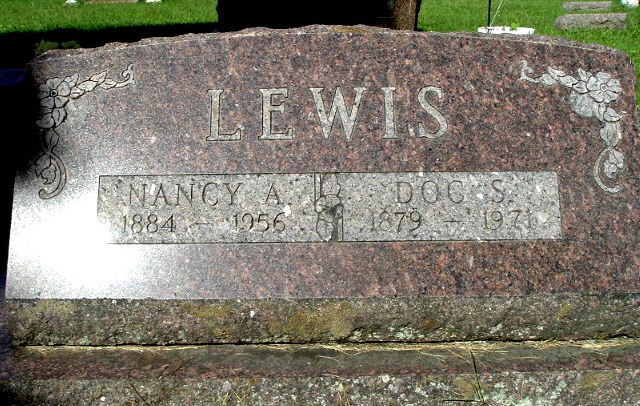 LEWIS
NANCY A. DOC S.
1884 - 1956 1879 - 1971